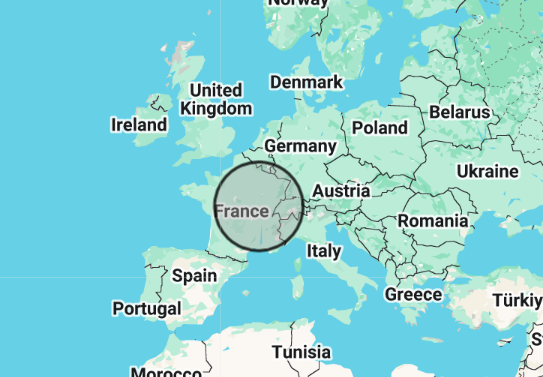 Norway
Denmark
United
Kingdom
Ireland
Belarus
Poland
Germany
Ukraine
Austria
France
Romania
Italy
Spain
Greece
Türkiy
Portugal
S
Tunisia
Morocco